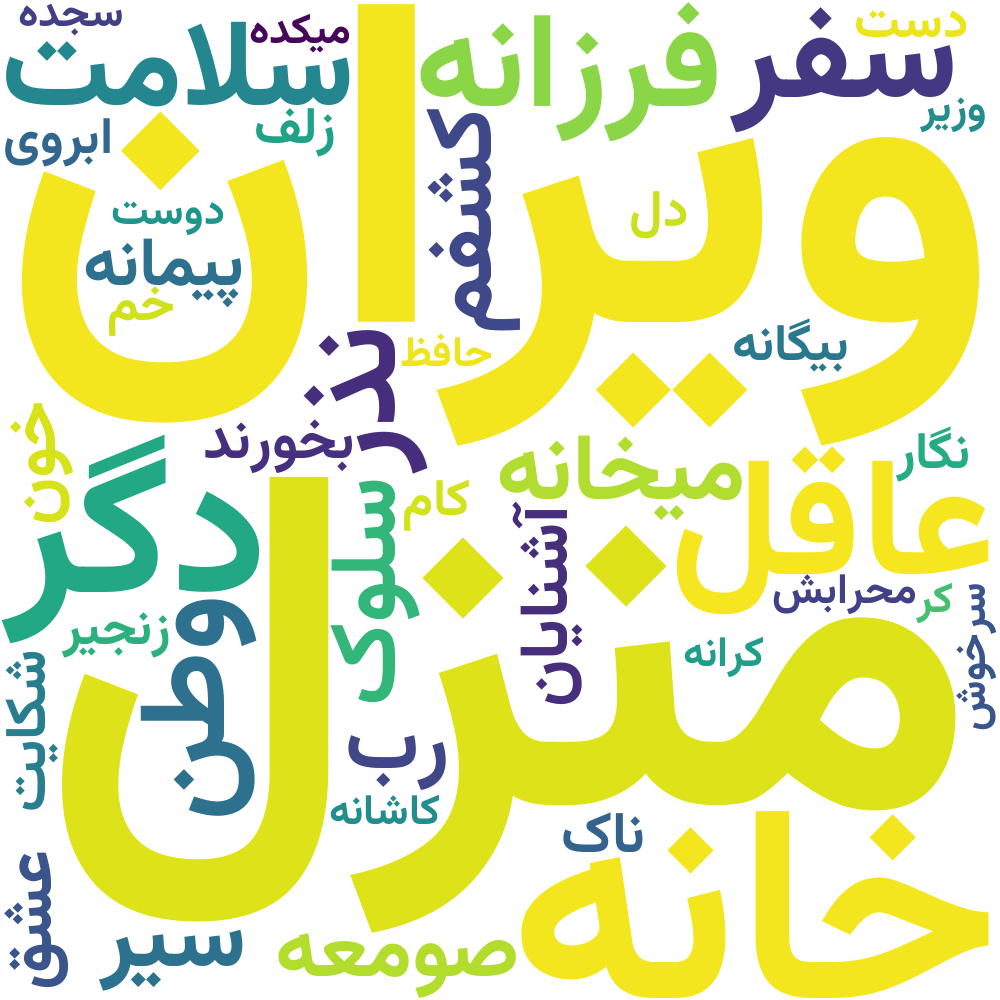 سجده
میکده
دست
سلامت
فرزانه
سفر
وزیر
زلف
ابروی
ویران
کشفم
دل
دوست
پیمانه
خم
بیگانه
حافظ
نذر
بخورند
خون
نگار
میخانه
عاقل
دگر
کام
سلوک
آشنایان
منزل
محرابش
کر
سرخوش
زنجیر
وطن
کرانه
شکایت
رب
کاشانه
ناک
خانه
عشق
سیر
صومعه